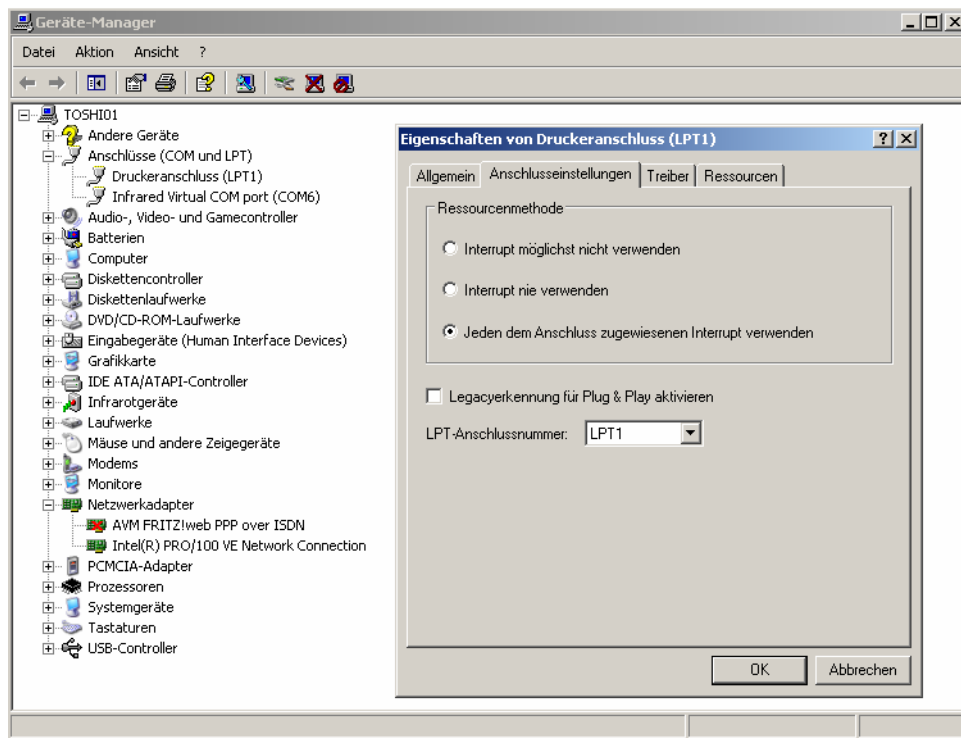 Geräte-Manager
Datei Aktion Ansicht ?
TOSHI01
Andere Geräte
Anschlüsse (COM und LPT)
Druckeranschluss (LPT1)
Infrared Virtual COM port (COM6)
Audio-, Video- und Gamecontroller
Batterien
Computer
Diskettencontroller
Diskettenlaufwerke
DVD/CD-ROM-Laufwerke
Eingabegeräte (Human Interface Devices)
Grafikkarte
IDE ATA/ATAPI-Controller
Infrarotgeräte
Laufwerke
Mäuse und andere Zeigegeräte
Modems
Monitore
Netzwerkadapter
AVM FRITZ!web PPP over ISDN
Intel(R) PRO/100 VE Network Connection
PCMCIA-Adapter
Prozessoren
Systemgeräte
Tastaturen
USB-Controller
Eigenschaften von Druckeranschluss (LPT1)
Allgemein Anschlusseinstellungen Treiber Ressourcen
Ressourcenmethode
Interrupt möglichst nicht verwenden
Interrupt nie verwenden
Jeden dem Anschluss zugewiesenen Interrupt verwenden
Legacyerkennung für Plug & Play aktivieren
LPT-Anschlussnummer: LPT1
OK Abbrechen